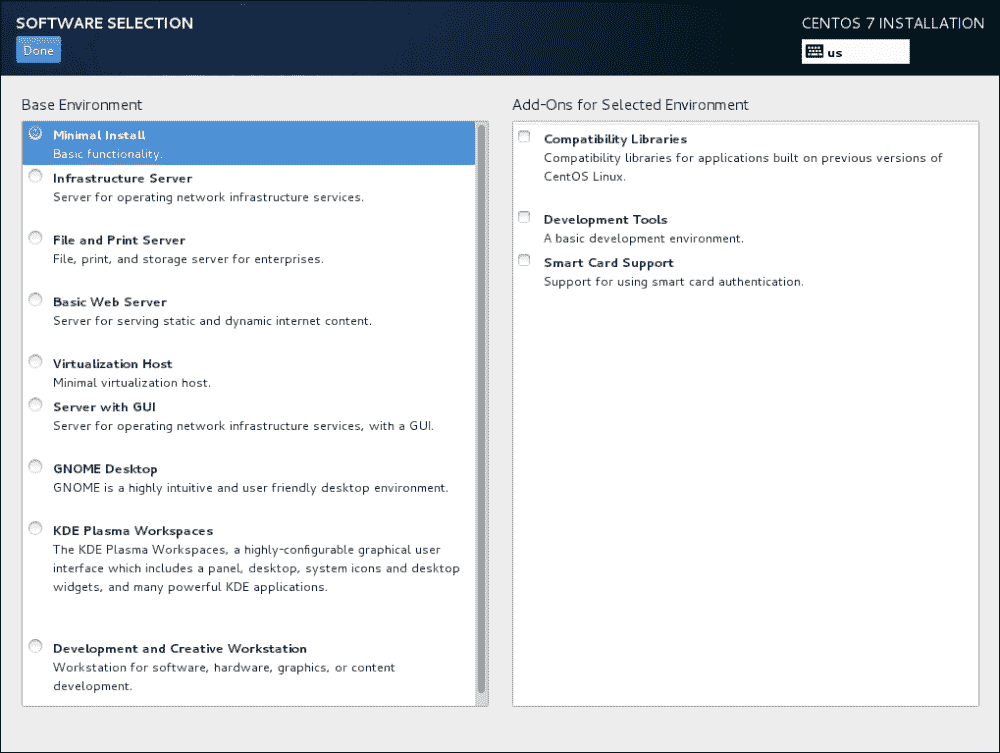 SOFTWARE SELECTION
Done
CENTOS 7 INSTALLATION
us
Base Environment
Minimal Install
Basic functionality.
Infrastructure Server
Server for operating network infrastructure services.
File and Print Server
File, print, and storage server for enterprises.
Basic Web Server
Server for serving static and dynamic internet content.
Virtualization Host
Minimal virtualization host.
Server with GUI
Server for operating network infrastructure services, with a GUI.
GNOME Desktop
GNOME is a highly intuitive and user friendly desktop environment.
KDE Plasma Workspaces
The KDE Plasma Workspaces, a highly-configurable graphical user
interface which includes a panel, desktop, system icons and desktop
widgets, and many powerful KDE applications.
Development and Creative Workstation
Workstation for software, hardware, graphics, or content
development.
Add-Ons for Selected Environment
Compatibility Libraries
Compatibility libraries for applications built on previous versions of
CentOS Linux.
Development Tools
A basic development environment.
Smart Card Support
Support for using smart card authentication.